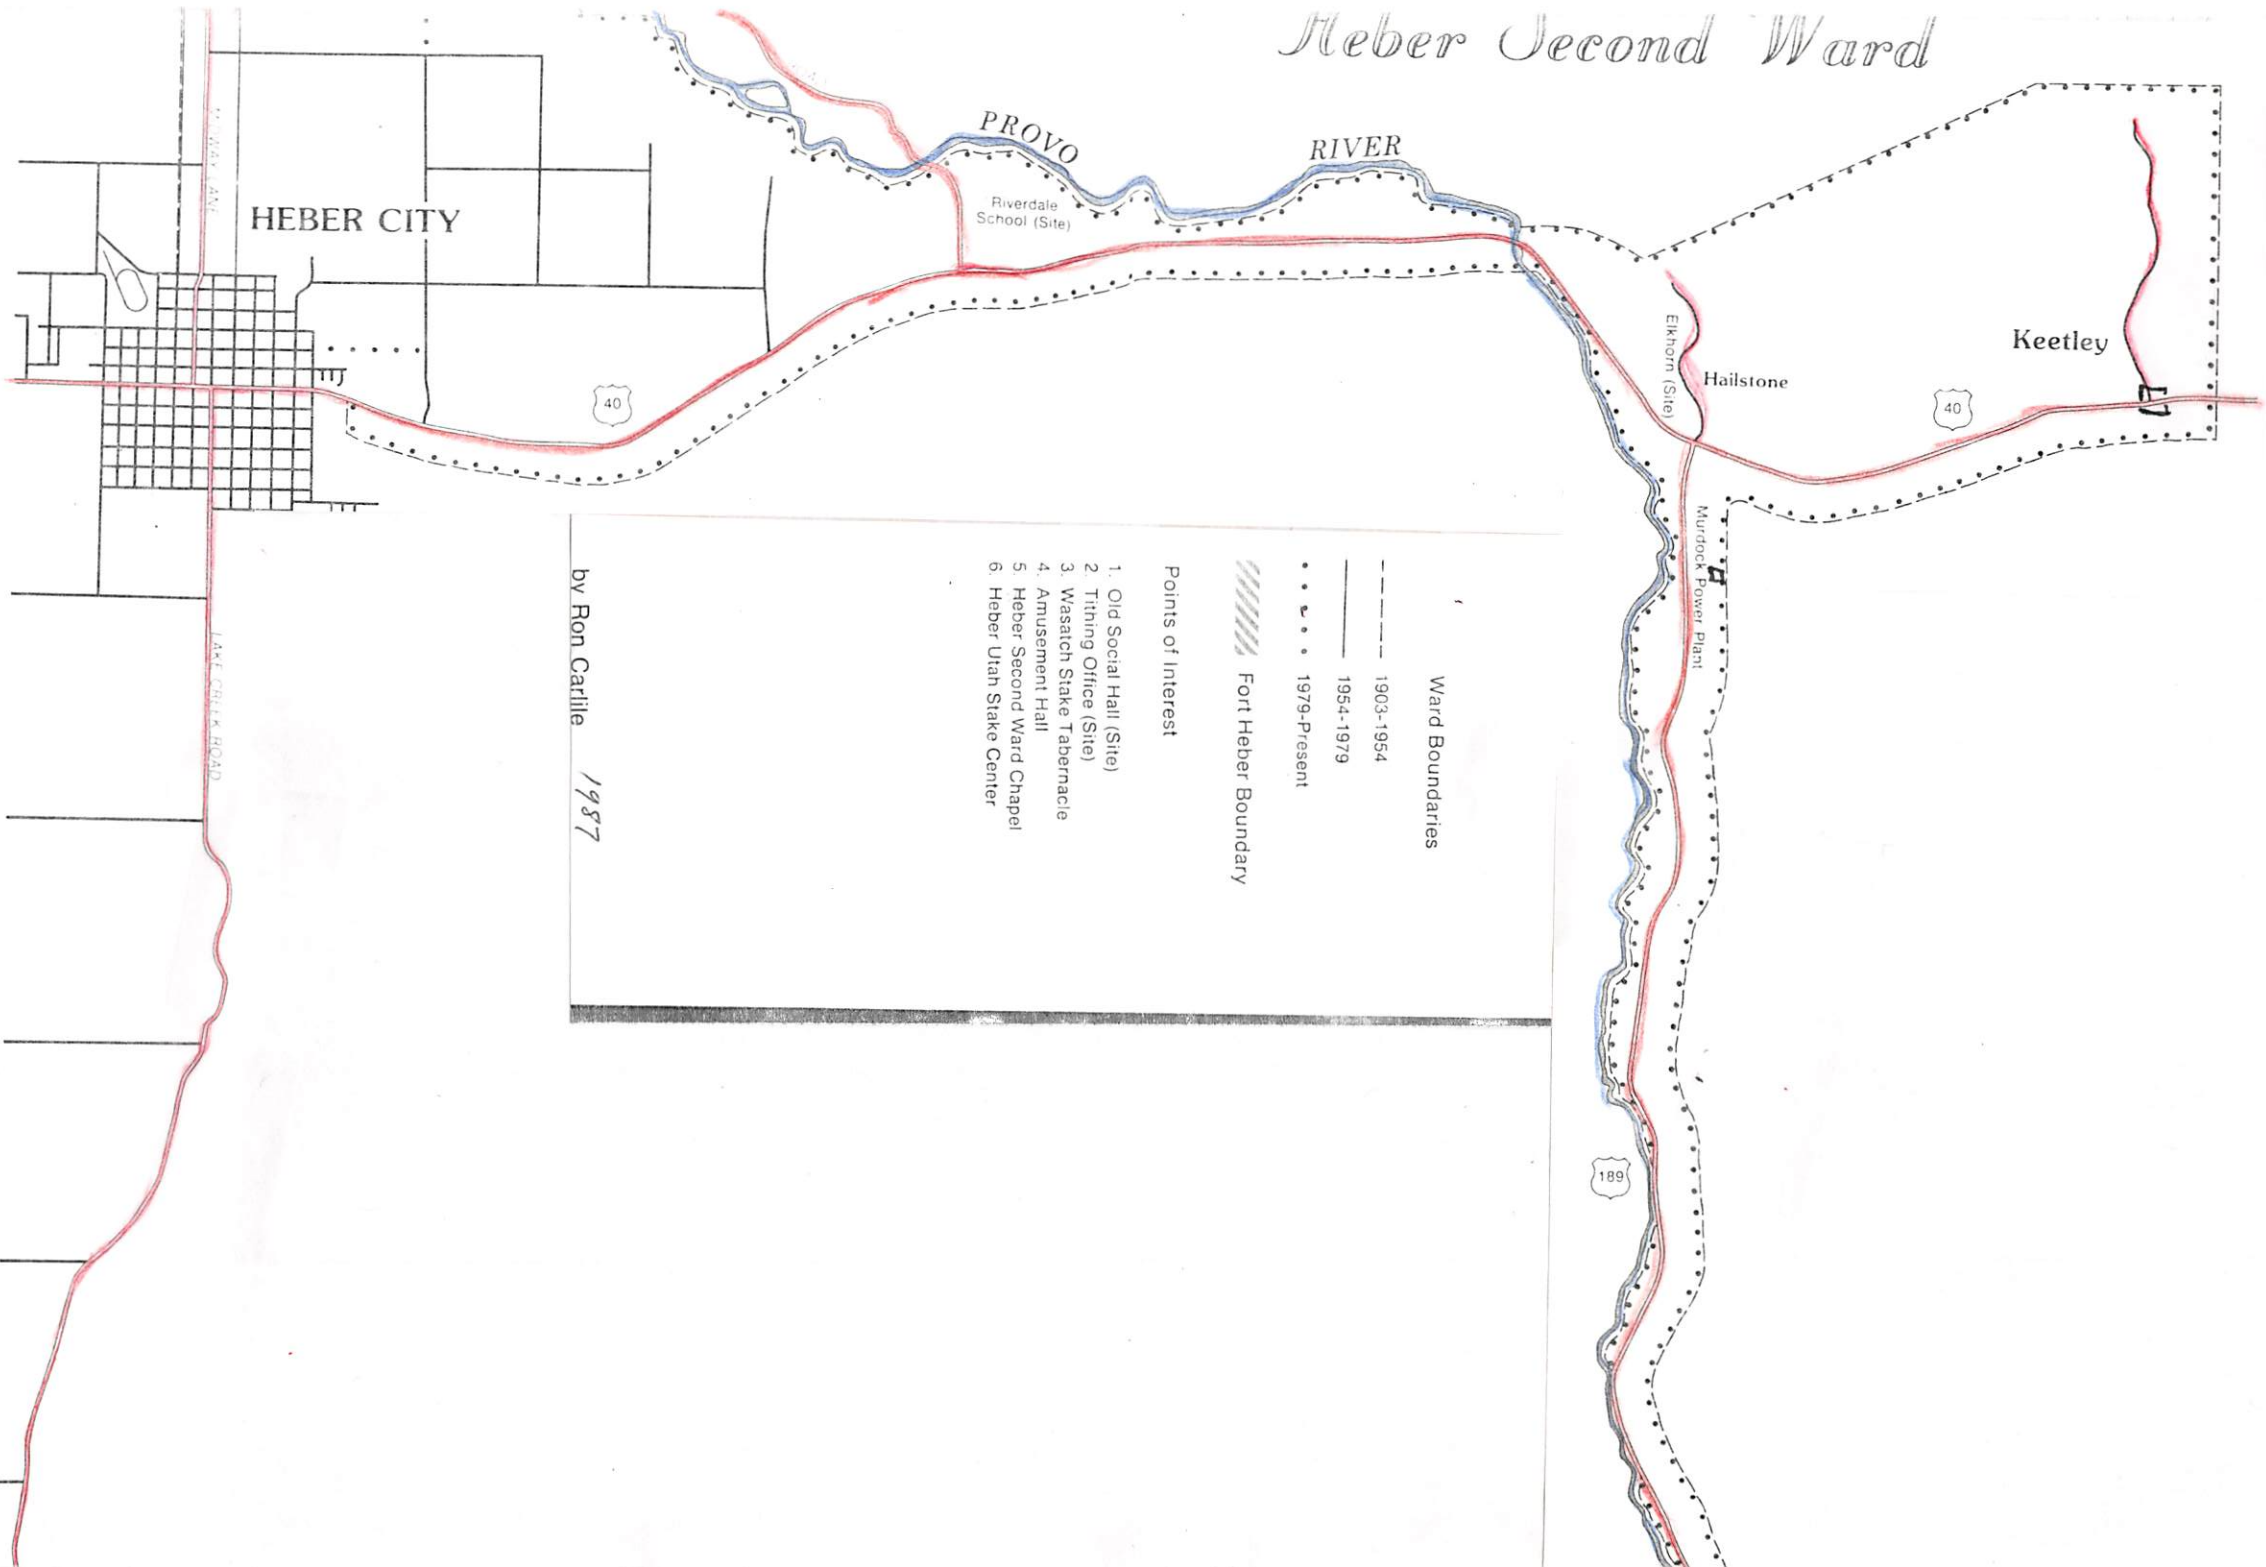 Heber Second Ward
PROVO RIVER
HEBER CITY
MIDWAY LANE
Riverdale
School (Site)
40
Elkhorn (Site)
Hailstone
Keetley
40
Murdock Power Plant
189
LAKE CREEK ROAD
Ward Boundaries
1903-1954
1954-1979
1979-Present
Fort Heber Boundary
Points of Interest
1. Old Social Hall (Site)
2. Tithing Office (Site)
3. Wasatch Stake Tabernacle
4. Amusement Hall
5. Heber Second Ward Chapel
6. Heber Utah Stake Center
by Ron Carlile 1987